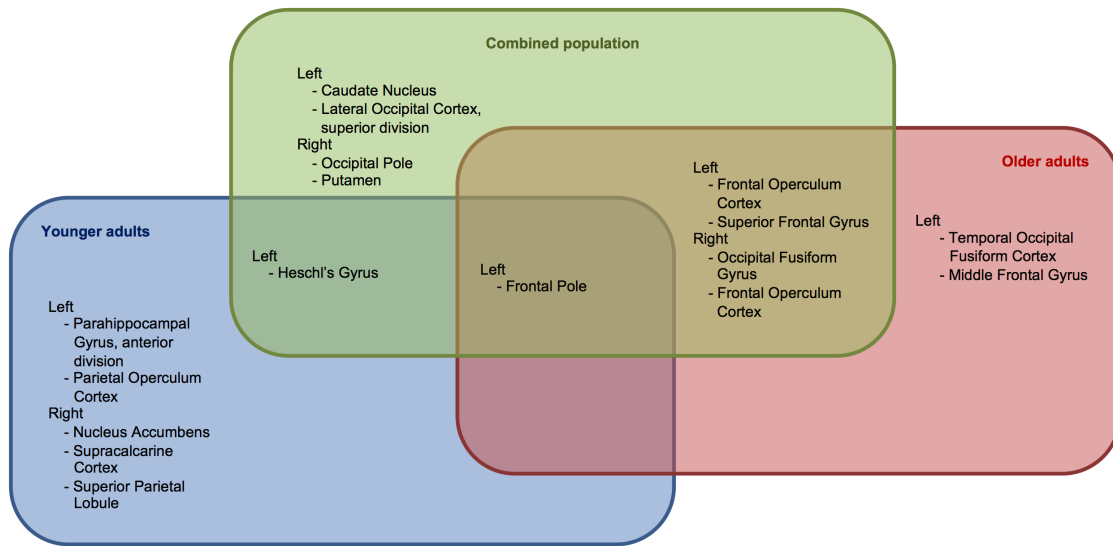 Combined population
Left
- Caudate Nucleus
- Lateral Occipital Cortex,
superior division
Right
- Occipital Pole
- Putamen
Older adults
Left
- Frontal Operculum
Cortex
- Superior Frontal Gyrus
Right
- Occipital Fusiform
Gyrus
- Frontal Operculum
Cortex
Left
- Temporal Occipital
Fusiform Cortex
- Middle Frontal Gyrus
Younger adults
Left
- Heschl's Gyrus
Left
- Frontal Pole
Left
- Parahippocampal
Gyrus, anterior
division
- Parietal Operculum
Cortex
Right
- Nucleus Accumbens
- Supracalcarine
Cortex
- Superior Parietal
Lobule